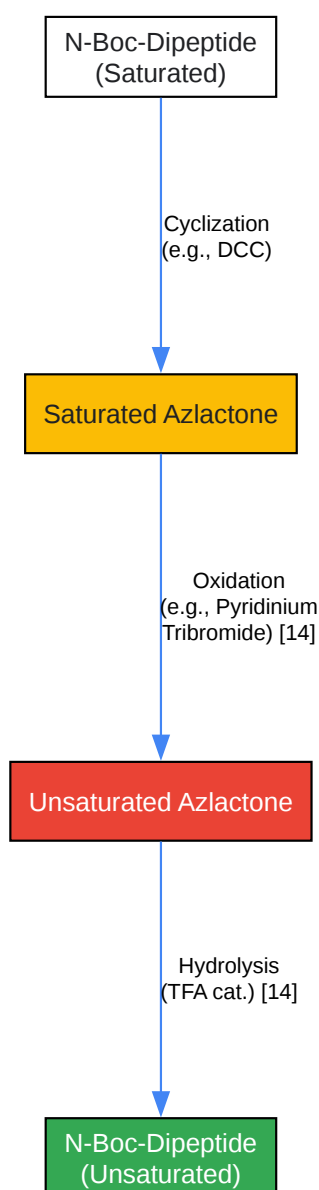 N-Boc-Dipeptide
(Saturated)
Cyclization
(e.g., DCC)
Saturated Azlactone
Oxidation
(e.g., Pyridinium
Tribromide) [14]
Unsaturated Azlactone
Hydrolysis
(TFA cat.) [14]
N-Boc-Dipeptide
(Unsaturated)